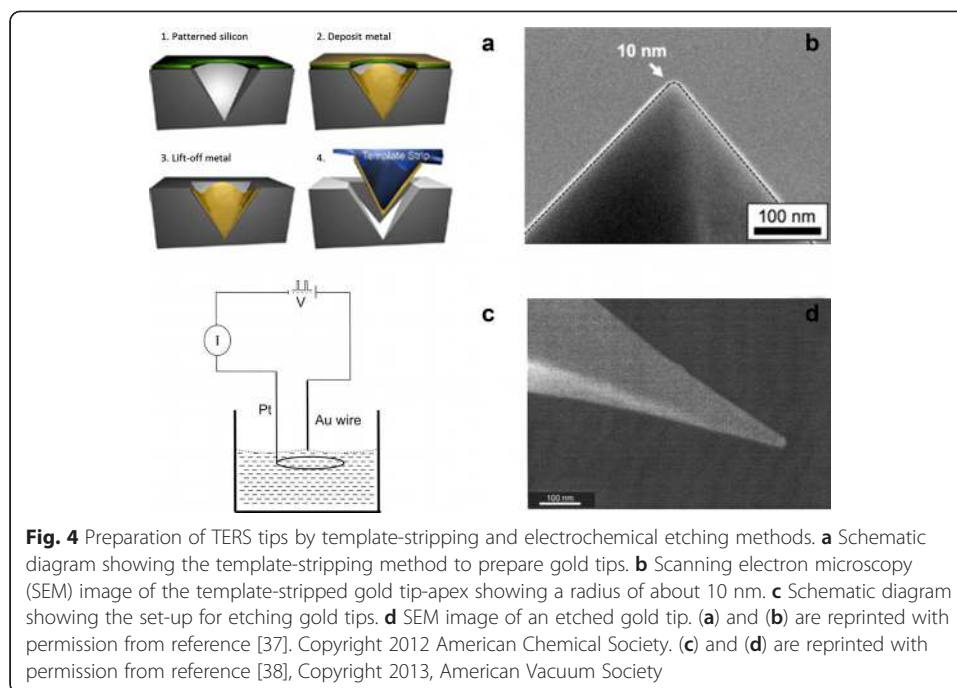 1. Patterned silicon
2. Deposit metal
a
3. Lift-off metal
4.
Template Strip
b
10 nm
100 nm
V
I
Pt
Au wire
c
d
100 nm
Fig. 4 Preparation of TERS tips by template-stripping and electrochemical etching methods. a Schematic
diagram showing the template-stripping method to prepare gold tips. b Scanning electron microscopy
(SEM) image of the template-stripped gold tip-apex showing a radius of about 10 nm. c Schematic diagram
showing the set-up for etching gold tips. d SEM image of an etched gold tip. (a) and (b) are reprinted with
permission from reference [37]. Copyright 2012 American Chemical Society. (c) and (d) are reprinted with
permission from reference [38], Copyright 2013, American Vacuum Society